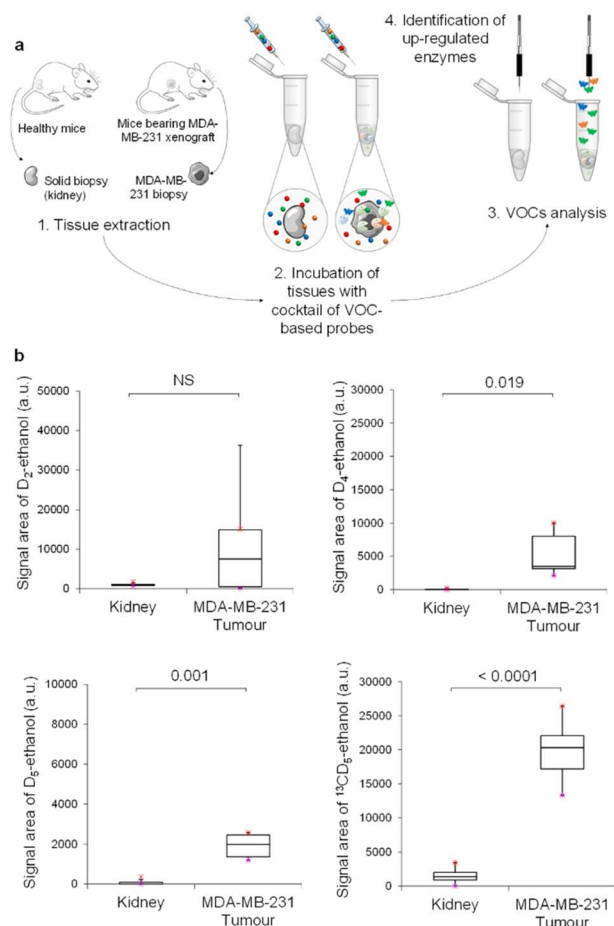 a
Healthy mice
Mice bearing MDA-
MB-231 xenograft
Solid biopsy
(kidney)
MDA-MB-
231 biopsy
1. Tissue extraction
2. Incubation of
tissues with
cocktail of VOC-
based probes
4. Identification of
up-regulated
enzymes
3. VOCs analysis
b
Signal area of D₂-ethanol (a.u.)
50000
40000
30000
20000
10000
0
NS
Kidney
MDA-MB-231
Tumour
Signal area of D₄-ethanol (a.u.)
30000
25000
20000
15000
10000
5000
0
0.019
Kidney
MDA-MB-231
Tumour
Signal area of D₅-ethanol (a.u.)
10000
8000
6000
4000
2000
0
0.001
Kidney
MDA-MB-231
Tumour
Signal area of ¹³CD₅-ethanol (a.u.)
30000
25000
20000
15000
10000
5000
0
< 0.0001
Kidney
MDA-MB-231
Tumour